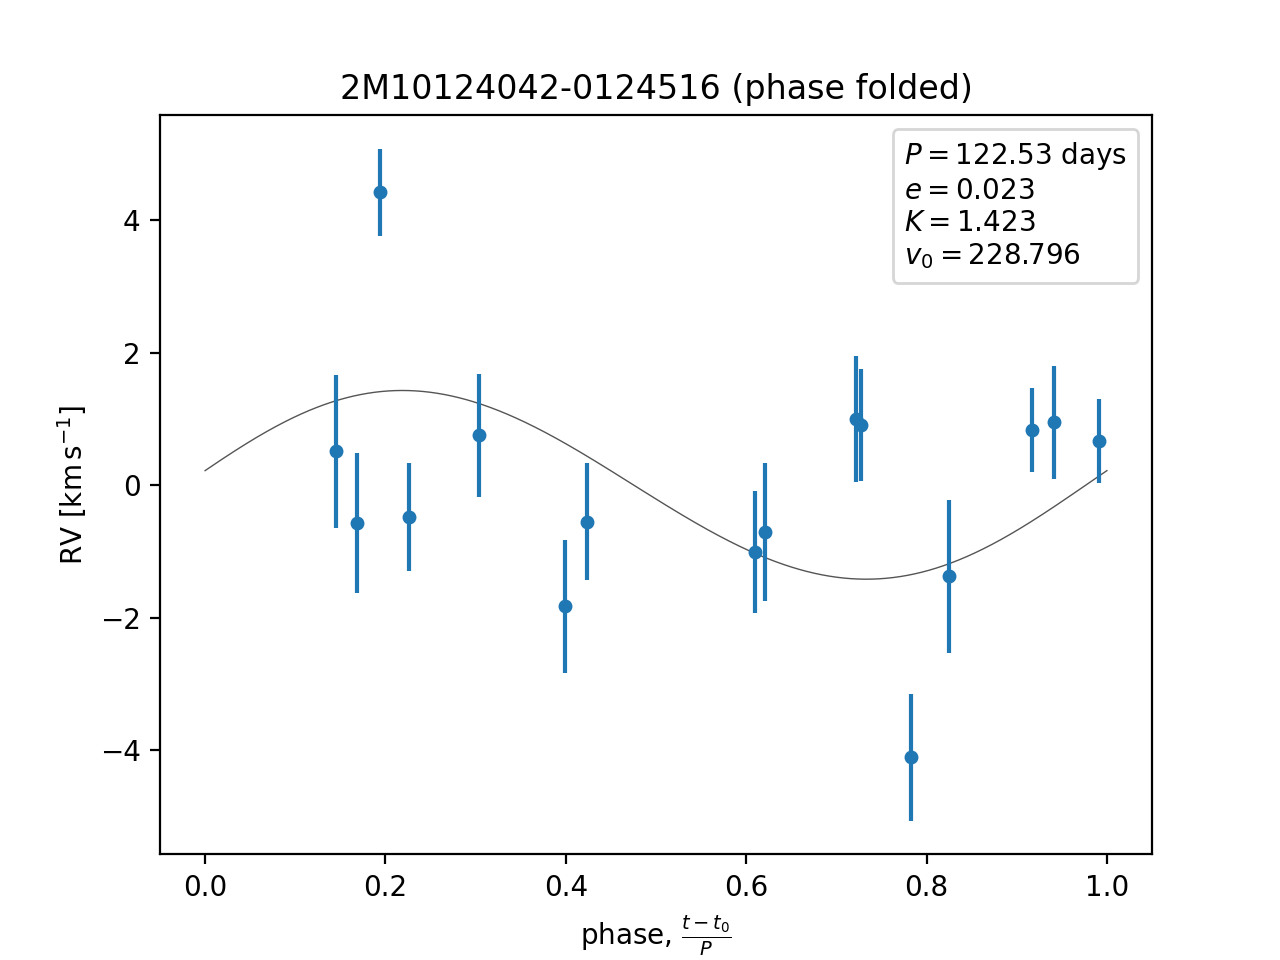 2M10124042-0124516 (phase folded)
P = 122.53 days
e = 0.023
K = 1.423
v₀ = 228.796
4
2
0
−2
−4
RV [km s⁻¹]
0.0 0.2 0.4 0.6 0.8 1.0
phase, (t − t₀)/P